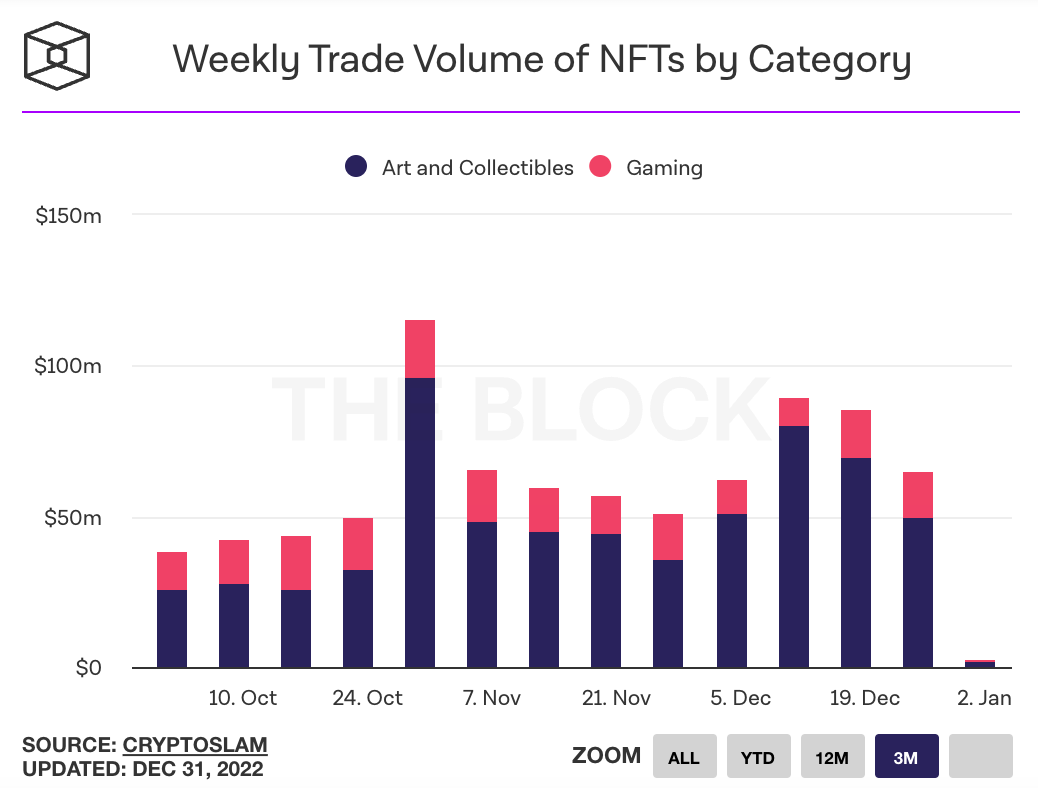 Weekly Trade Volume of NFTs by Category
Art and Collectibles Gaming
$150m
$100m
THE BLOCK
$50m
$0
10. Oct 24. Oct 7. Nov 21. Nov 5. Dec 19. Dec 2. Jan
SOURCE: CRYPTOSLAM
UPDATED: DEC 31, 2022
ZOOM ALL YTD 12M 3M